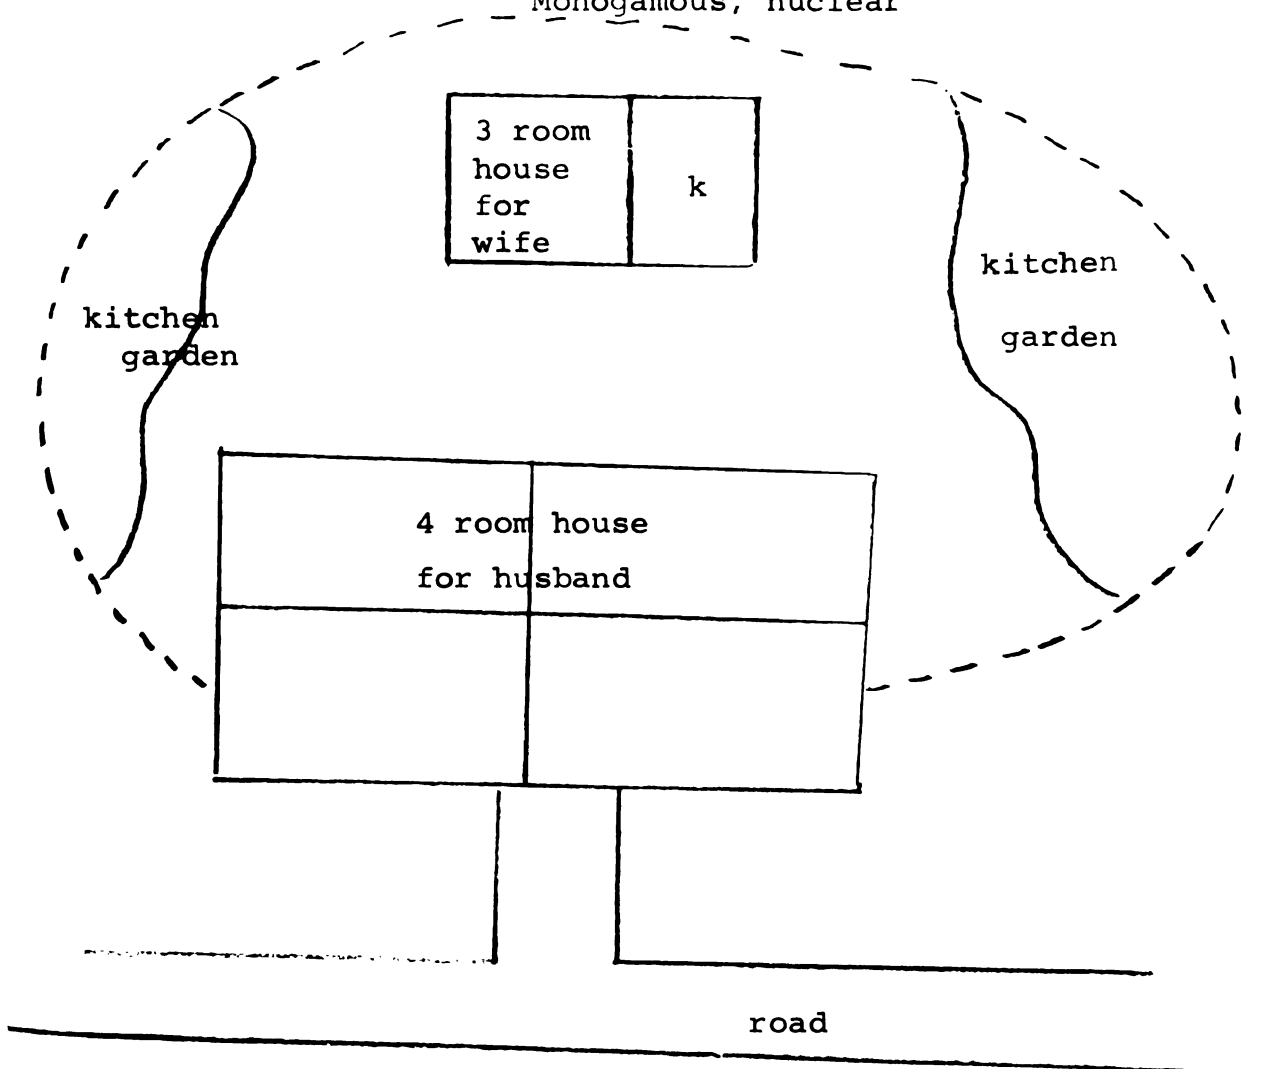 Monogamous, nuclear
3 room
house
for
wife
k
kitchen
garden
kitchen
garden
4 room house
for husband
road